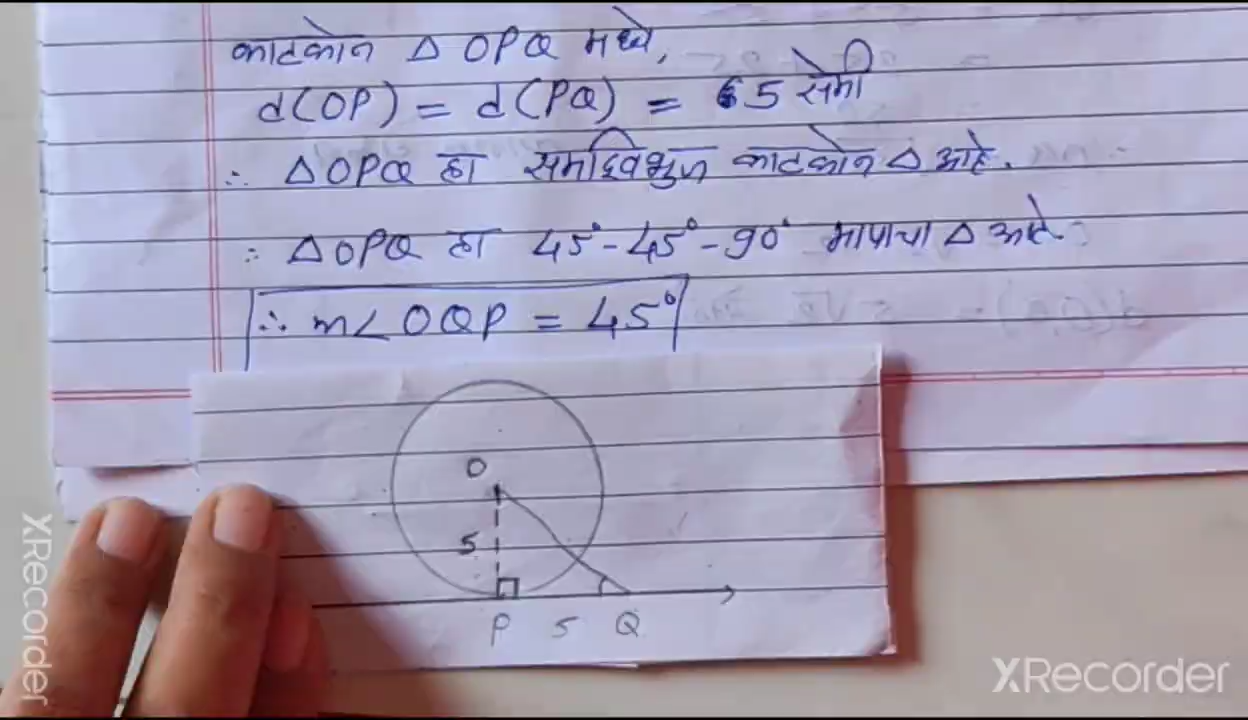 काटकोन △ OPQ मध्ये,
d(OP) = d(PQ) = 5 सेमी
∴ △OPQ हा समद्विभुज काटकोन △ आहे.
∴ △OPQ हा 45°-45°-90° मापाचा △ आहे.
∴ m∠OQP = 45°
O
5
P 5 Q
XRecorder
XRecorder